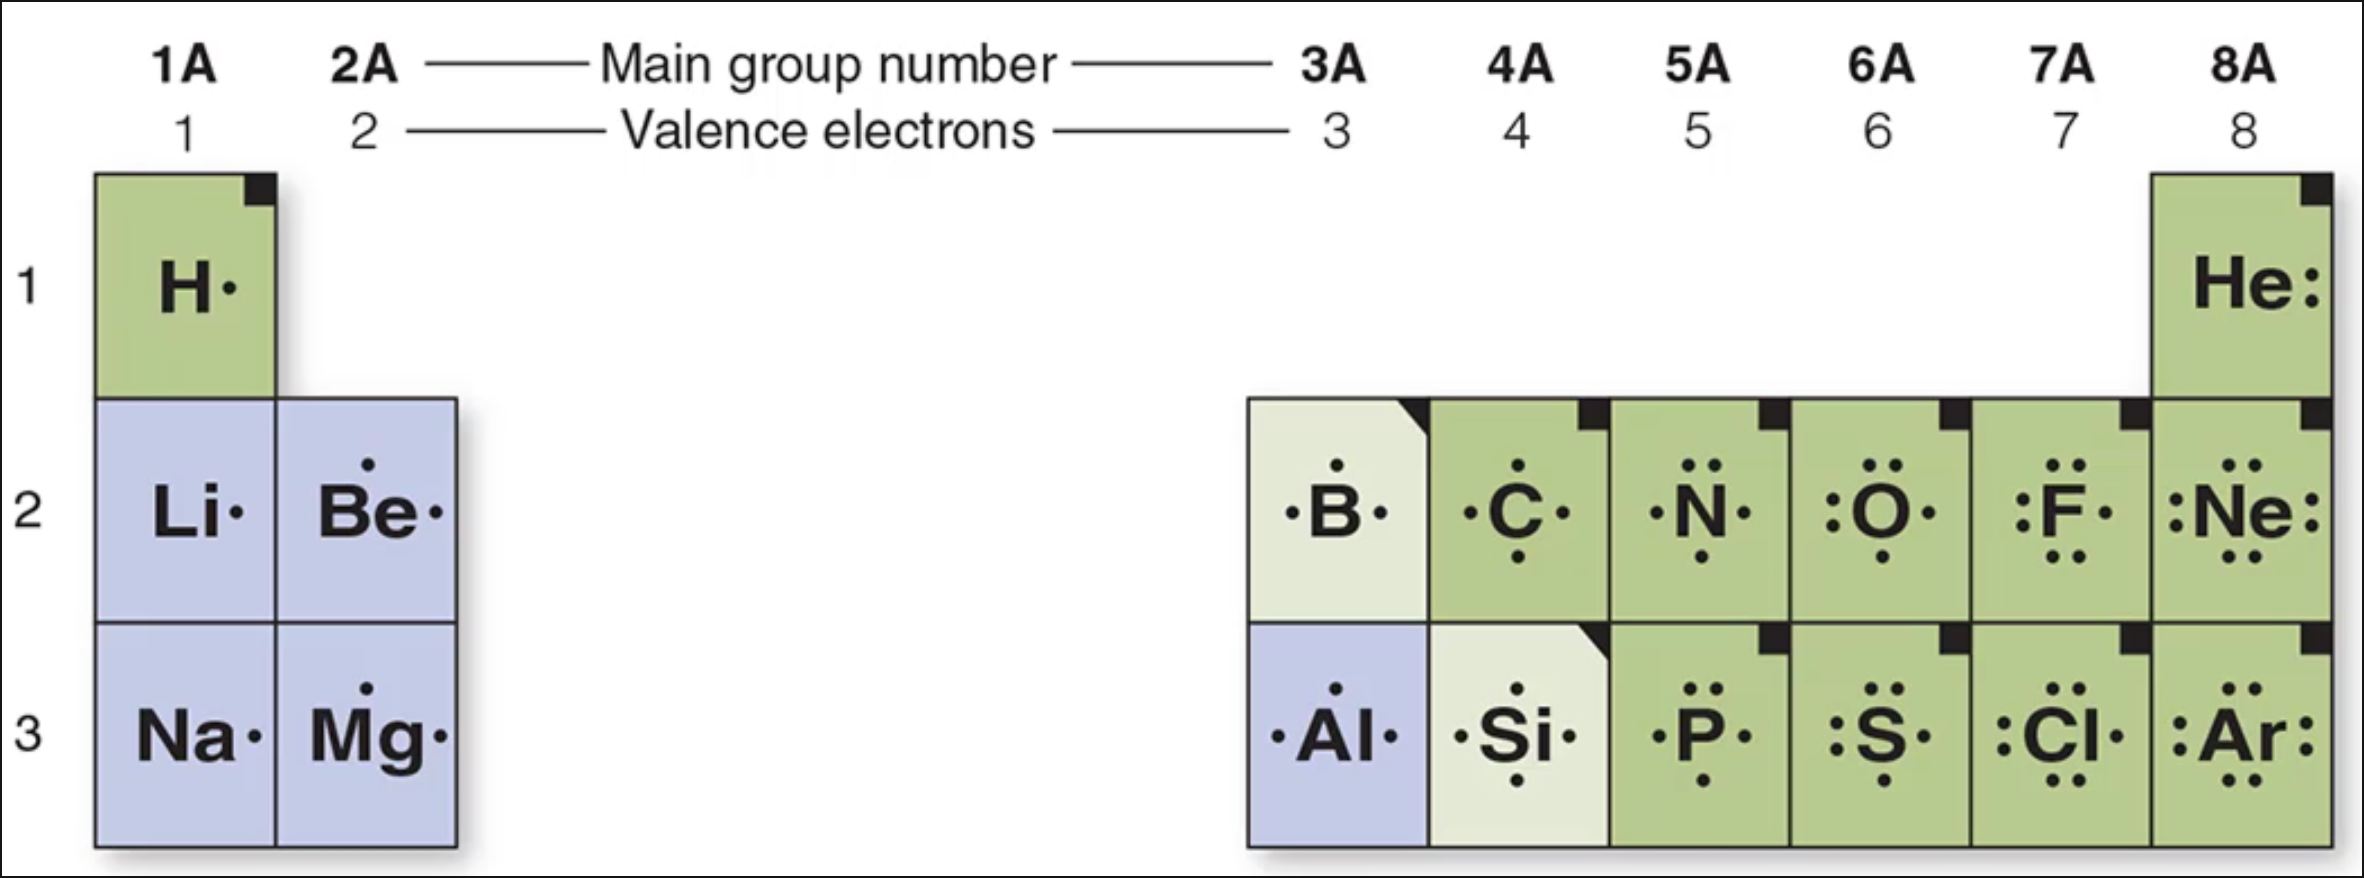 1A 2A Main group number 3A 4A 5A 6A 7A 8A
1 2 Valence electrons 3 4 5 6 7 8
1 H He
2 Li Be B C N O F Ne
3 Na Mg Al Si P S Cl Ar